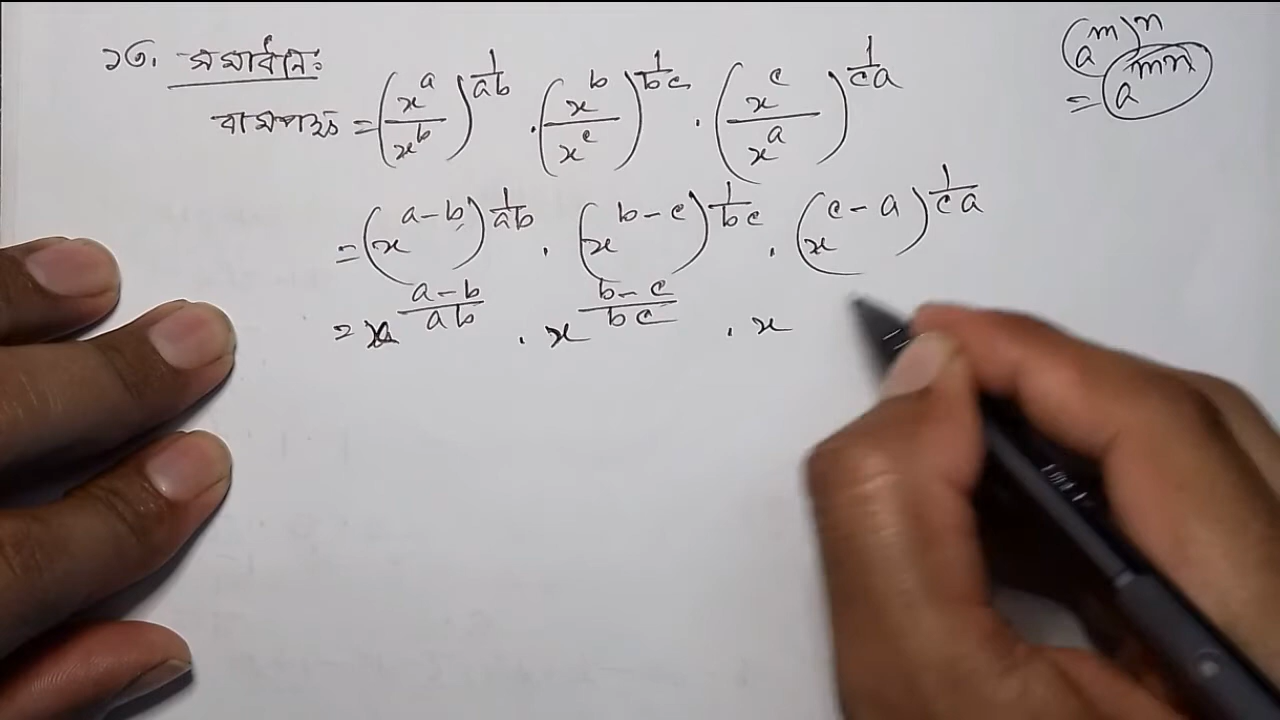 ১৩. সমাধান:
বামপক্ষ = (x^a/x^b)^(1/ab) · (x^b/x^c)^(1/bc) · (x^c/x^a)^(1/ca)
= (x^(a-b))^(1/ab) · (x^(b-c))^(1/bc) · (x^(c-a))^(1/ca)
= x^((a-b)/ab) · x^((b-c)/bc) · x
(a^m)^n
= a^(mn)